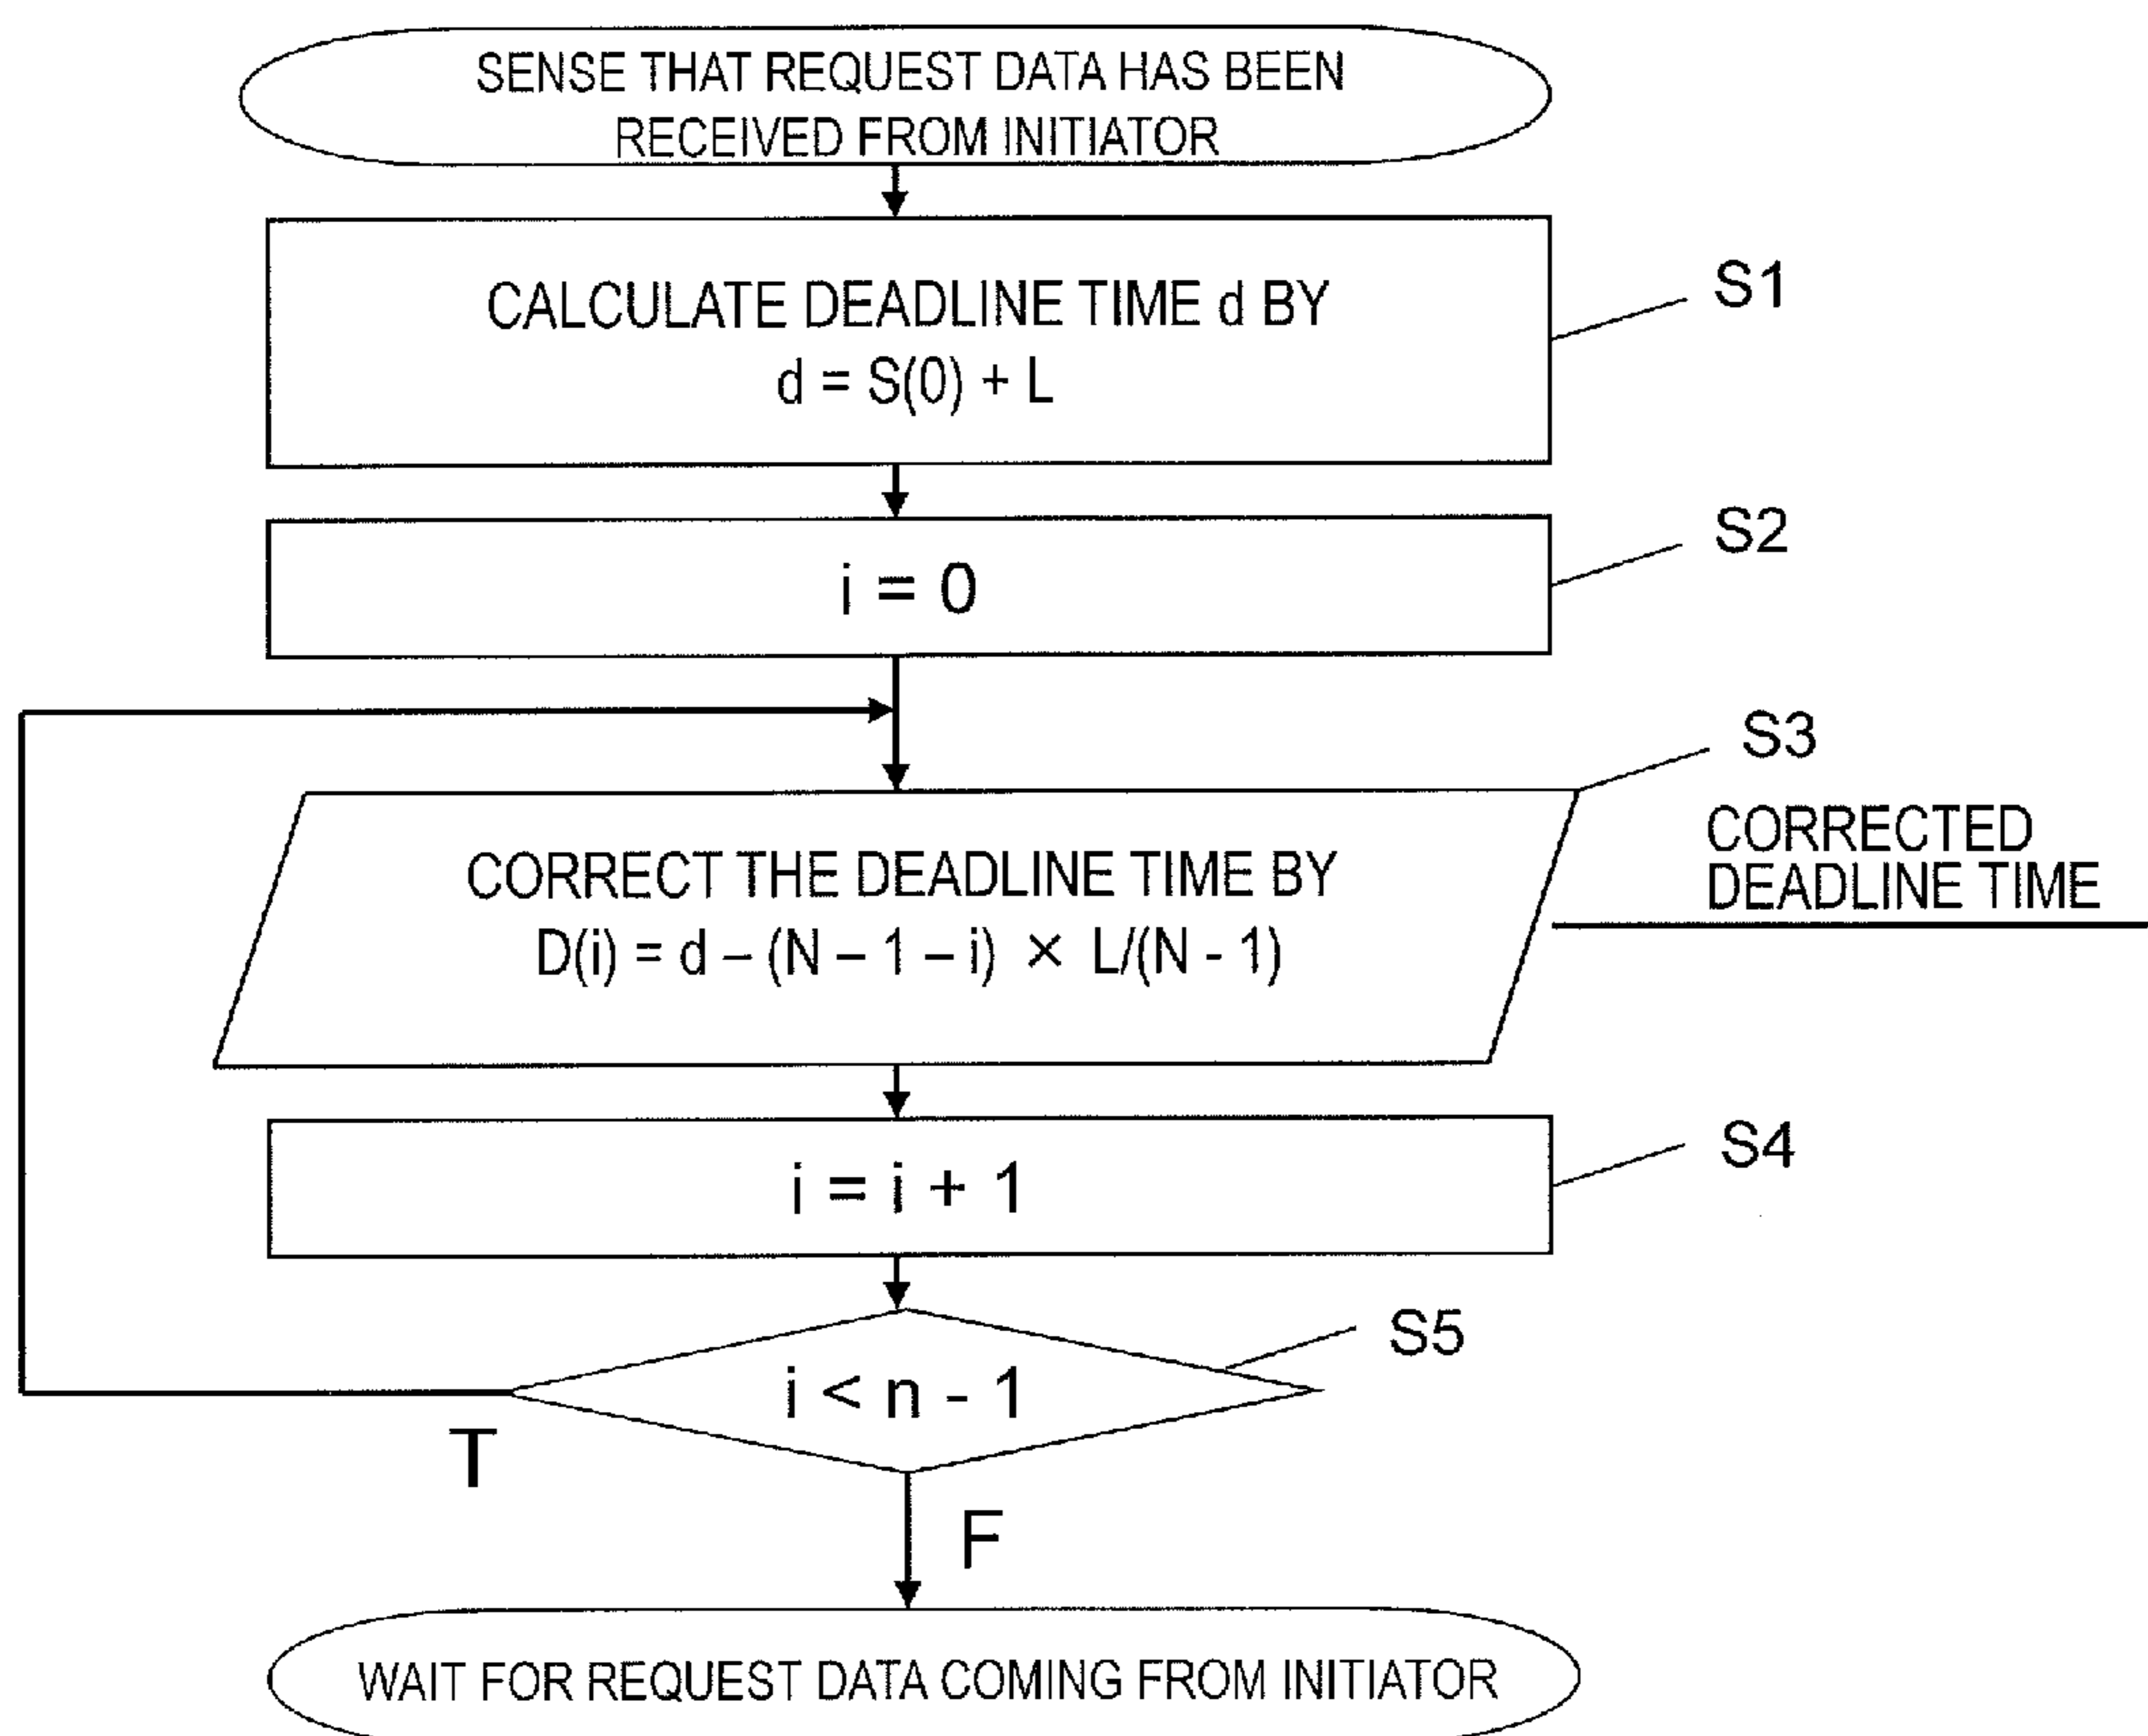 SENSE THAT REQUEST DATA HAS BEEN
RECEIVED FROM INITIATOR
CALCULATE DEADLINE TIME d BY
d = S(0) + L
S1
i = 0
S2
CORRECT THE DEADLINE TIME BY
D(i) = d – (N – 1 – i) × L/(N - 1)
S3
CORRECTED
DEADLINE TIME
i = i + 1
S4
i < n - 1
S5
T
F
WAIT FOR REQUEST DATA COMING FROM INITIATOR